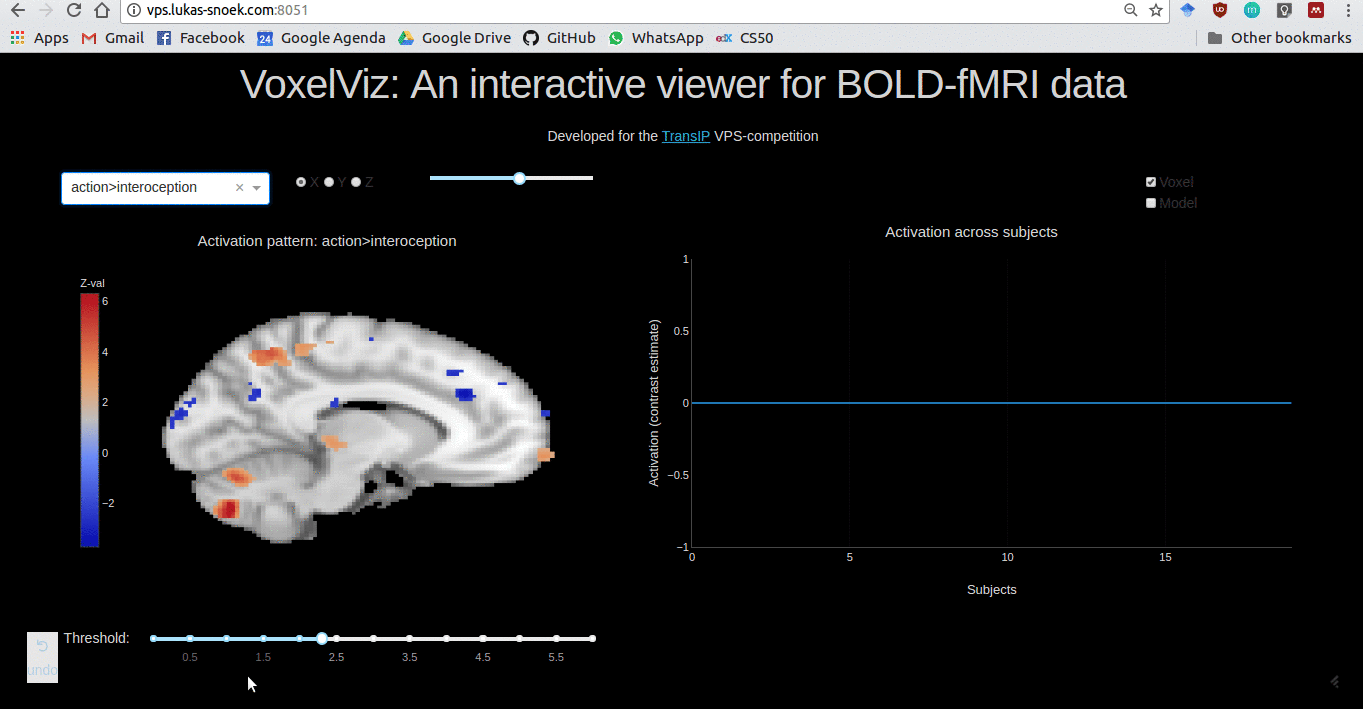 vps.lukas-snoek.com:8051
Apps Gmail Facebook 24 Google Agenda Google Drive GitHub WhatsApp edX CS50 Other bookmarks
VoxelViz: An interactive viewer for BOLD-fMRI data
Developed for the TransIP VPS-competition
action>interoception × X Y Z
Voxel
Model
Activation pattern: action>interoception
Z-val
6
4
2
0
−2
Activation across subjects
Activation (contrast estimate)
1
0.5
0
−0.5
−1
0 5 10 15
Subjects
Threshold:
0.5 1.5 2.5 3.5 4.5 5.5
undo